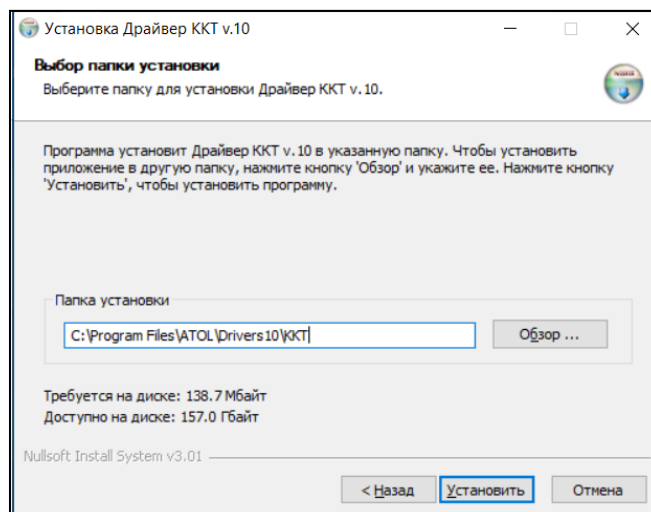 Установка Драйвер ККТ v.10
Выбор папки установки
Выберите папку для установки Драйвер ККТ v.10.
Программа установит Драйвер ККТ v.10 в указанную папку. Чтобы установить
приложение в другую папку, нажмите кнопку 'Обзор' и укажите ее. Нажмите кнопку
'Установить', чтобы установить программу.
Папка установки
C:\Program Files\ATOL\Drivers10\KKT
Обзор ...
Требуется на диске: 138.7 Мбайт
Доступно на диске: 157.0 Гбайт
Nullsoft Install System v3.01
< Назад Установить Отмена